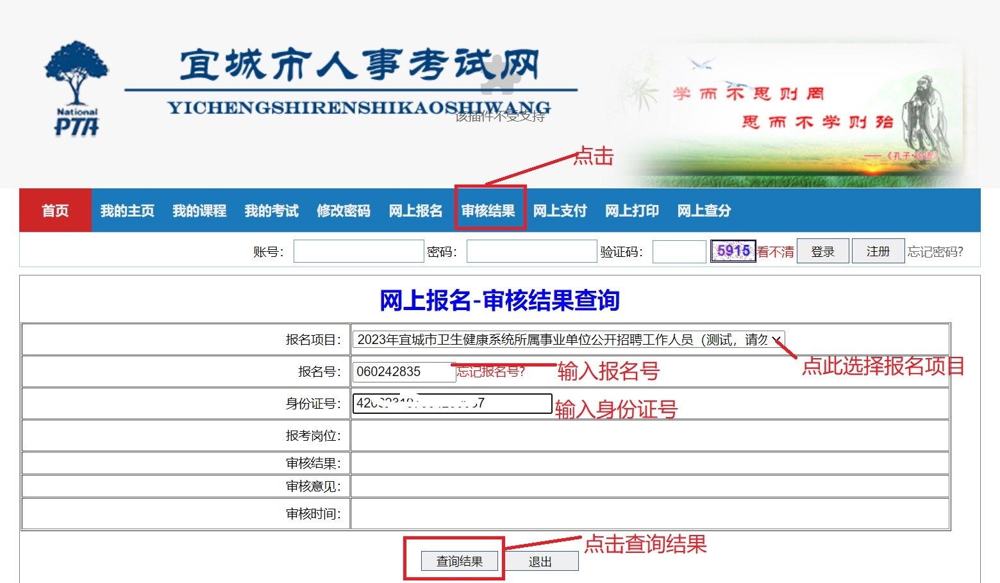 宜城市人事考试网
YICHENGSHIRENSHIKAOSHIWANG
National
PTA
该插件不受支持
学而不思则罔
思而不学则殆
——《孔子·论语》
点击
首页 我的主页 我的课程 我的考试 修改密码 网上报名 审核结果 网上支付 网上打印 网上查分
账号： 密码： 验证码： 5915 看不清 登录 注册 忘记密码?
网上报名-审核结果查询
报名项目： 2023年宜城市卫生健康系统所属事业单位公开招聘工作人员（测试，请勿
点此选择报名项目
报名号： 060242835 忘记报名号? 输入报名号
身份证号： 输入身份证号
报考岗位：
审核结果：
审核意见：
审核时间：
点击查询结果
查询结果 退出